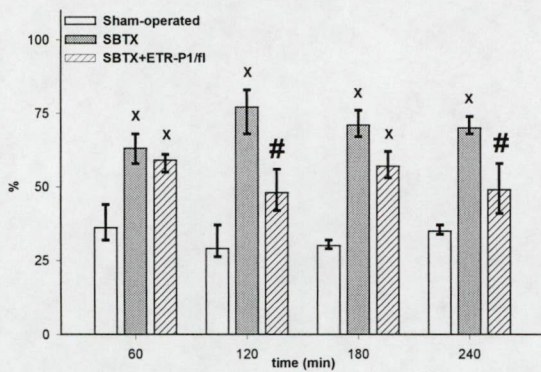 Sham-operated
SBTX
SBTX+ETR-P1/fl
100
75
50
25
0
%
x x x # x x x #
60 120 180 240
time (min)